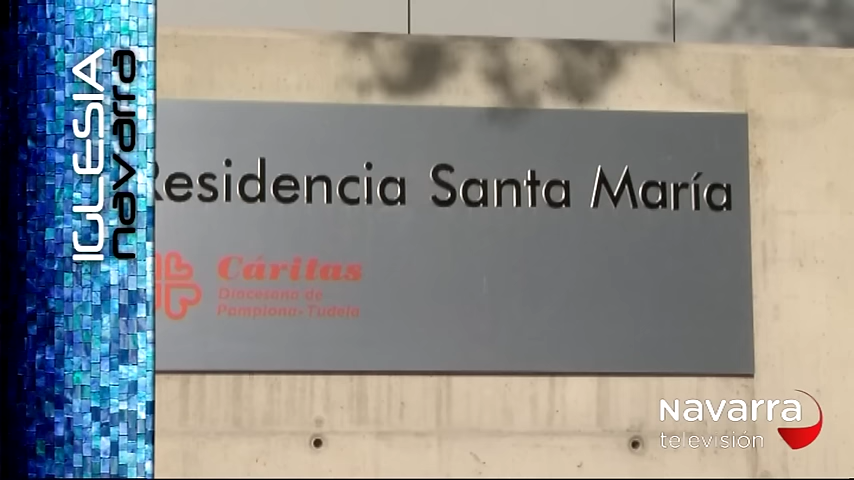 IGLESIA
navarra
Residencia Santa María
Cáritas
Diocesana de
Pamplona-Tudela
Navarra
televisión